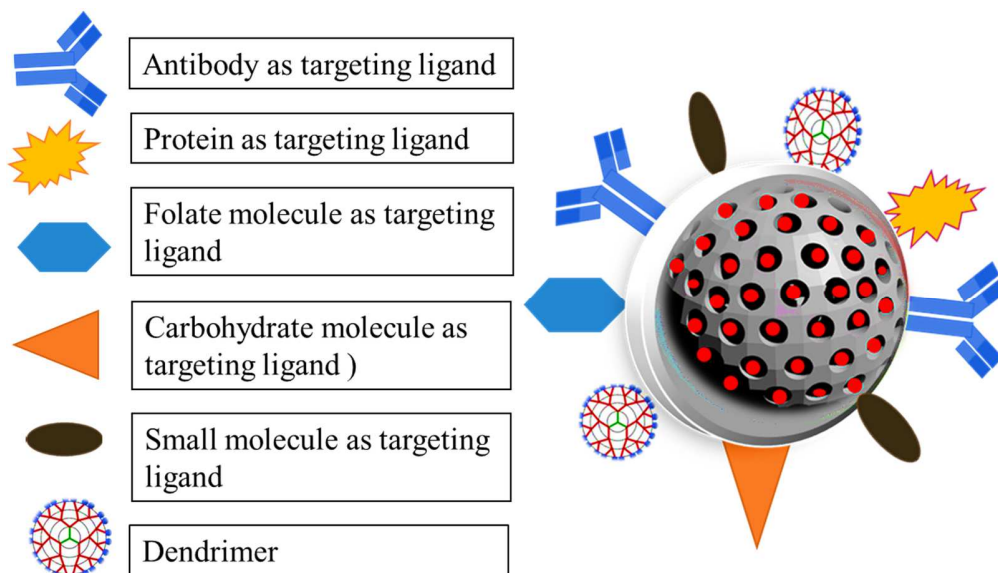 Antibody as targeting ligand
Protein as targeting ligand
Folate molecule as targeting
ligand
Carbohydrate molecule as
targeting ligand )
Small molecule as targeting
ligand
Dendrimer